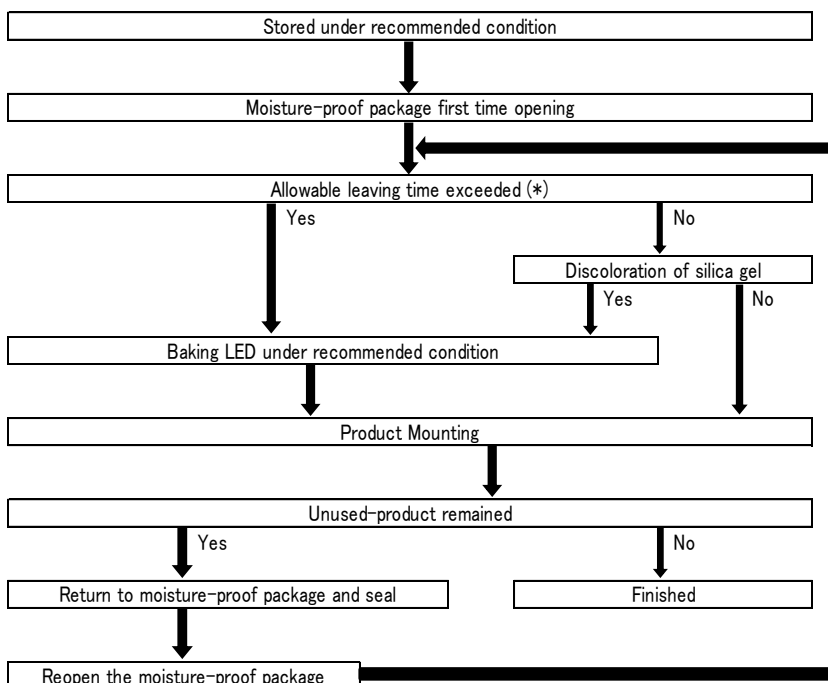 Stored under recommended condition
Moisture-proof package first time opening
Allowable leaving time exceeded (*)
Yes
No
Discoloration of silica gel
Yes
No
Baking LED under recommended condition
Product Mounting
Unused-product remained
Yes
No
Return to moisture-proof package and seal
Finished
Reopen the moisture-proof package